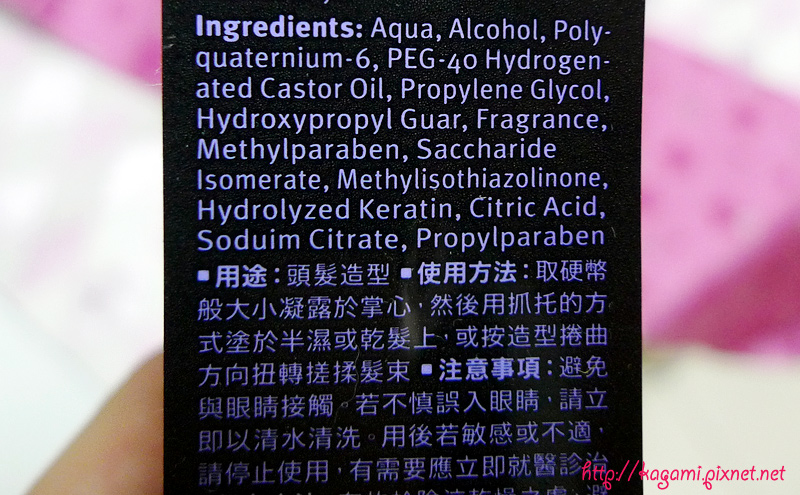 Ingredients: Aqua, Alcohol, Poly-
quaternium-6, PEG-40 Hydrogen-
ated Castor Oil, Propylene Glycol,
Hydroxypropyl Guar, Fragrance,
Methylparaben, Saccharide
Isomerate, Methylisothiazolinone,
Hydrolyzed Keratin, Citric Acid,
Soduim Citrate, Propylparaben
▪用途：頭髮造型 ▪使用方法：取硬幣
般大小凝露於掌心，然後用抓托的方
式塗於半濕或乾髮上，或按造型捲曲
方向扭轉搓揉髮束 ▪注意事項：避免
與眼睛接觸。若不慎誤入眼睛，請立
即以清水清洗。用後若敏感或不適，
請停止使用，有需要應立即就醫診治
http://kagami.pixnet.net